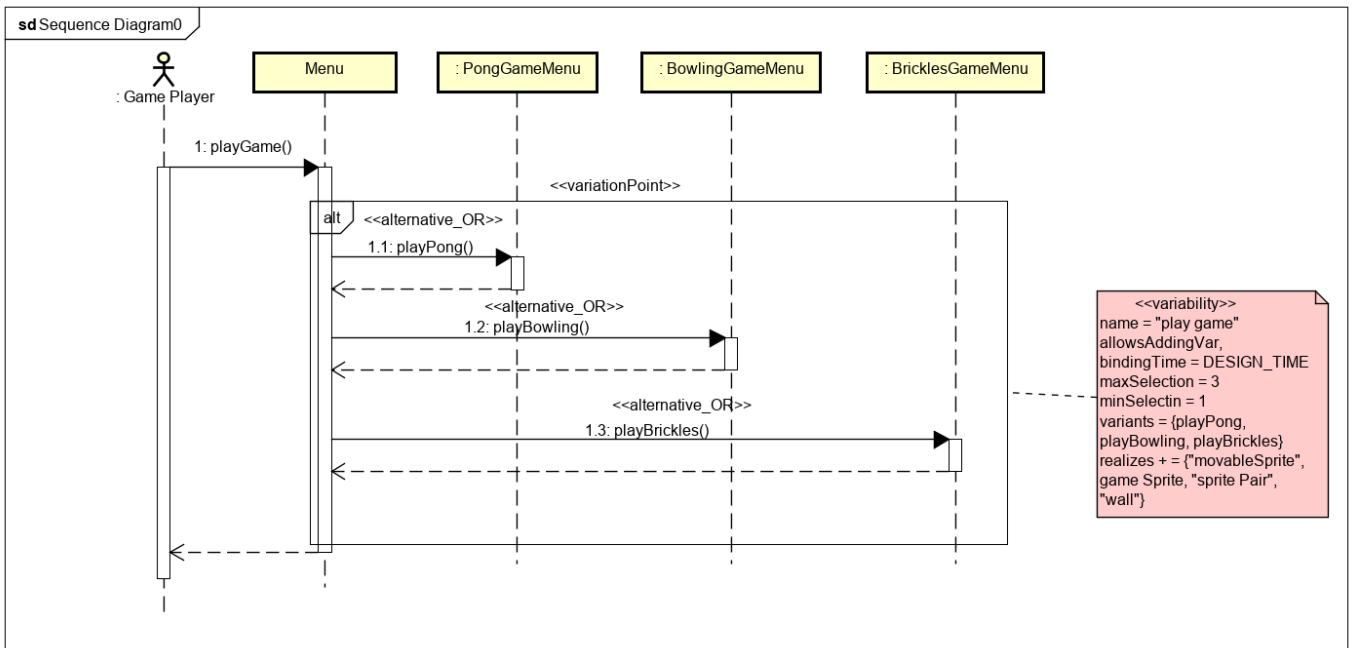 sd Sequence Diagram0
: Game Player
Menu
: PongGameMenu
: BowlingGameMenu
: BricklesGameMenu
1: playGame()
<<variationPoint>>
alt
<<alternative_OR>>
1.1: playPong()
<<alternative_OR>>
1.2: playBowling()
<<alternative_OR>>
1.3: playBrickles()
<<variability>>
name = "play game"
allowsAddingVar,
bindingTime = DESIGN_TIME
maxSelection = 3
minSelectin = 1
variants = {playPong,
playBowling, playBrickles}
realizes + = {"movableSprite",
game Sprite, "sprite Pair",
"wall"}